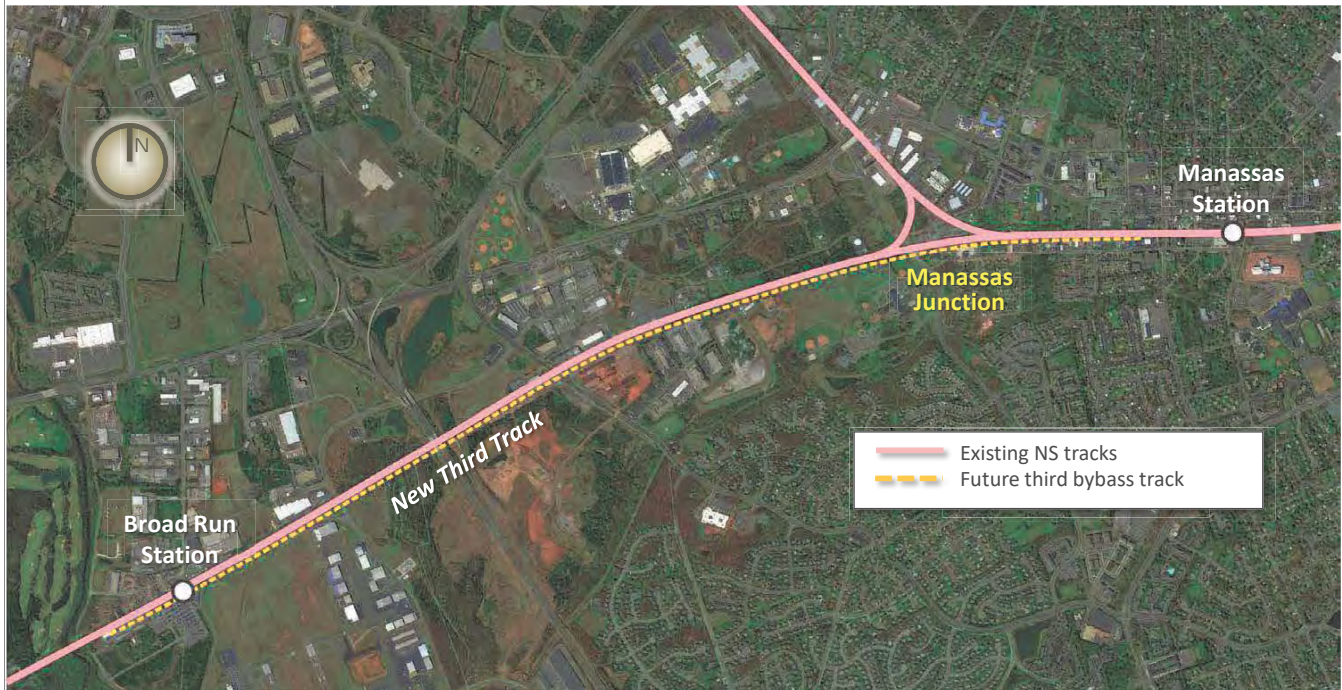 N
Manassas
Station
Manassas
Junction
New Third Track
Existing NS tracks
Future third bybass track
Broad Run
Station